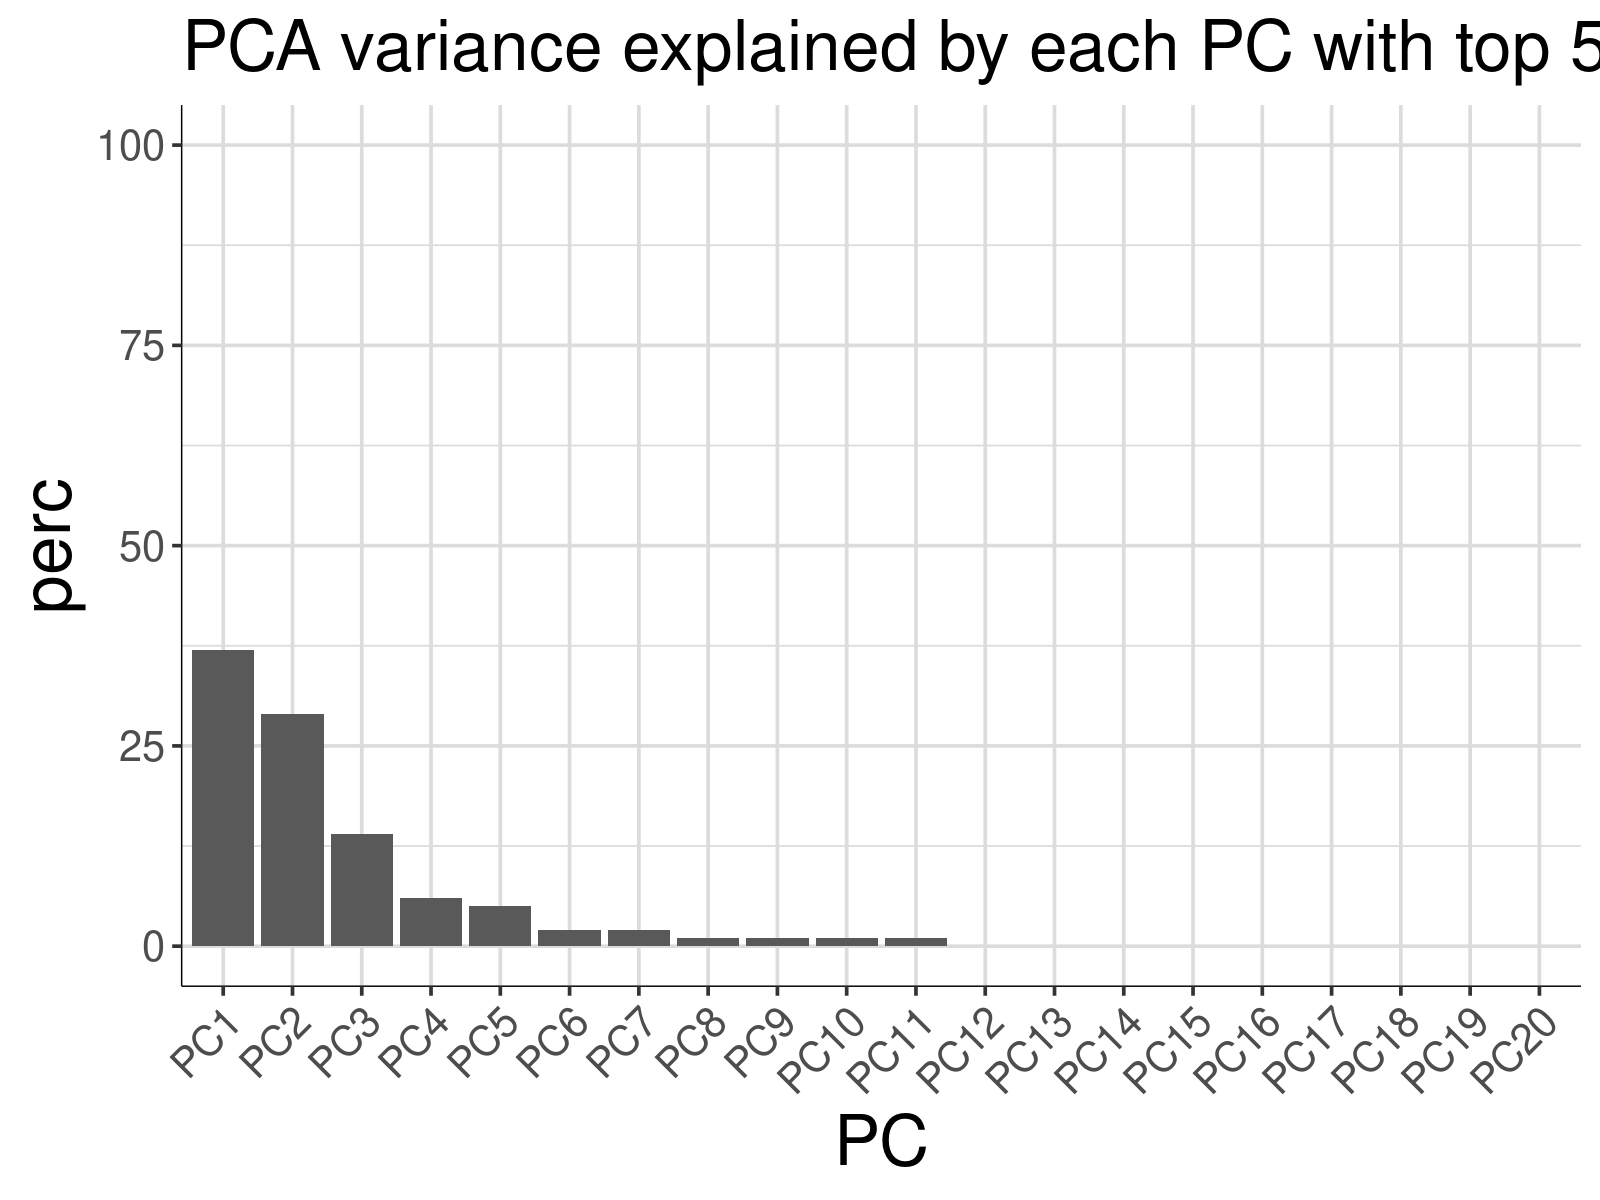 PCA variance explained by each PC with top 5
100
75
50
25
0
perc
PC1 PC2 PC3 PC4 PC5 PC6 PC7 PC8 PC9 PC10 PC11 PC12 PC13 PC14 PC15 PC16 PC17 PC18 PC19 PC20
PC